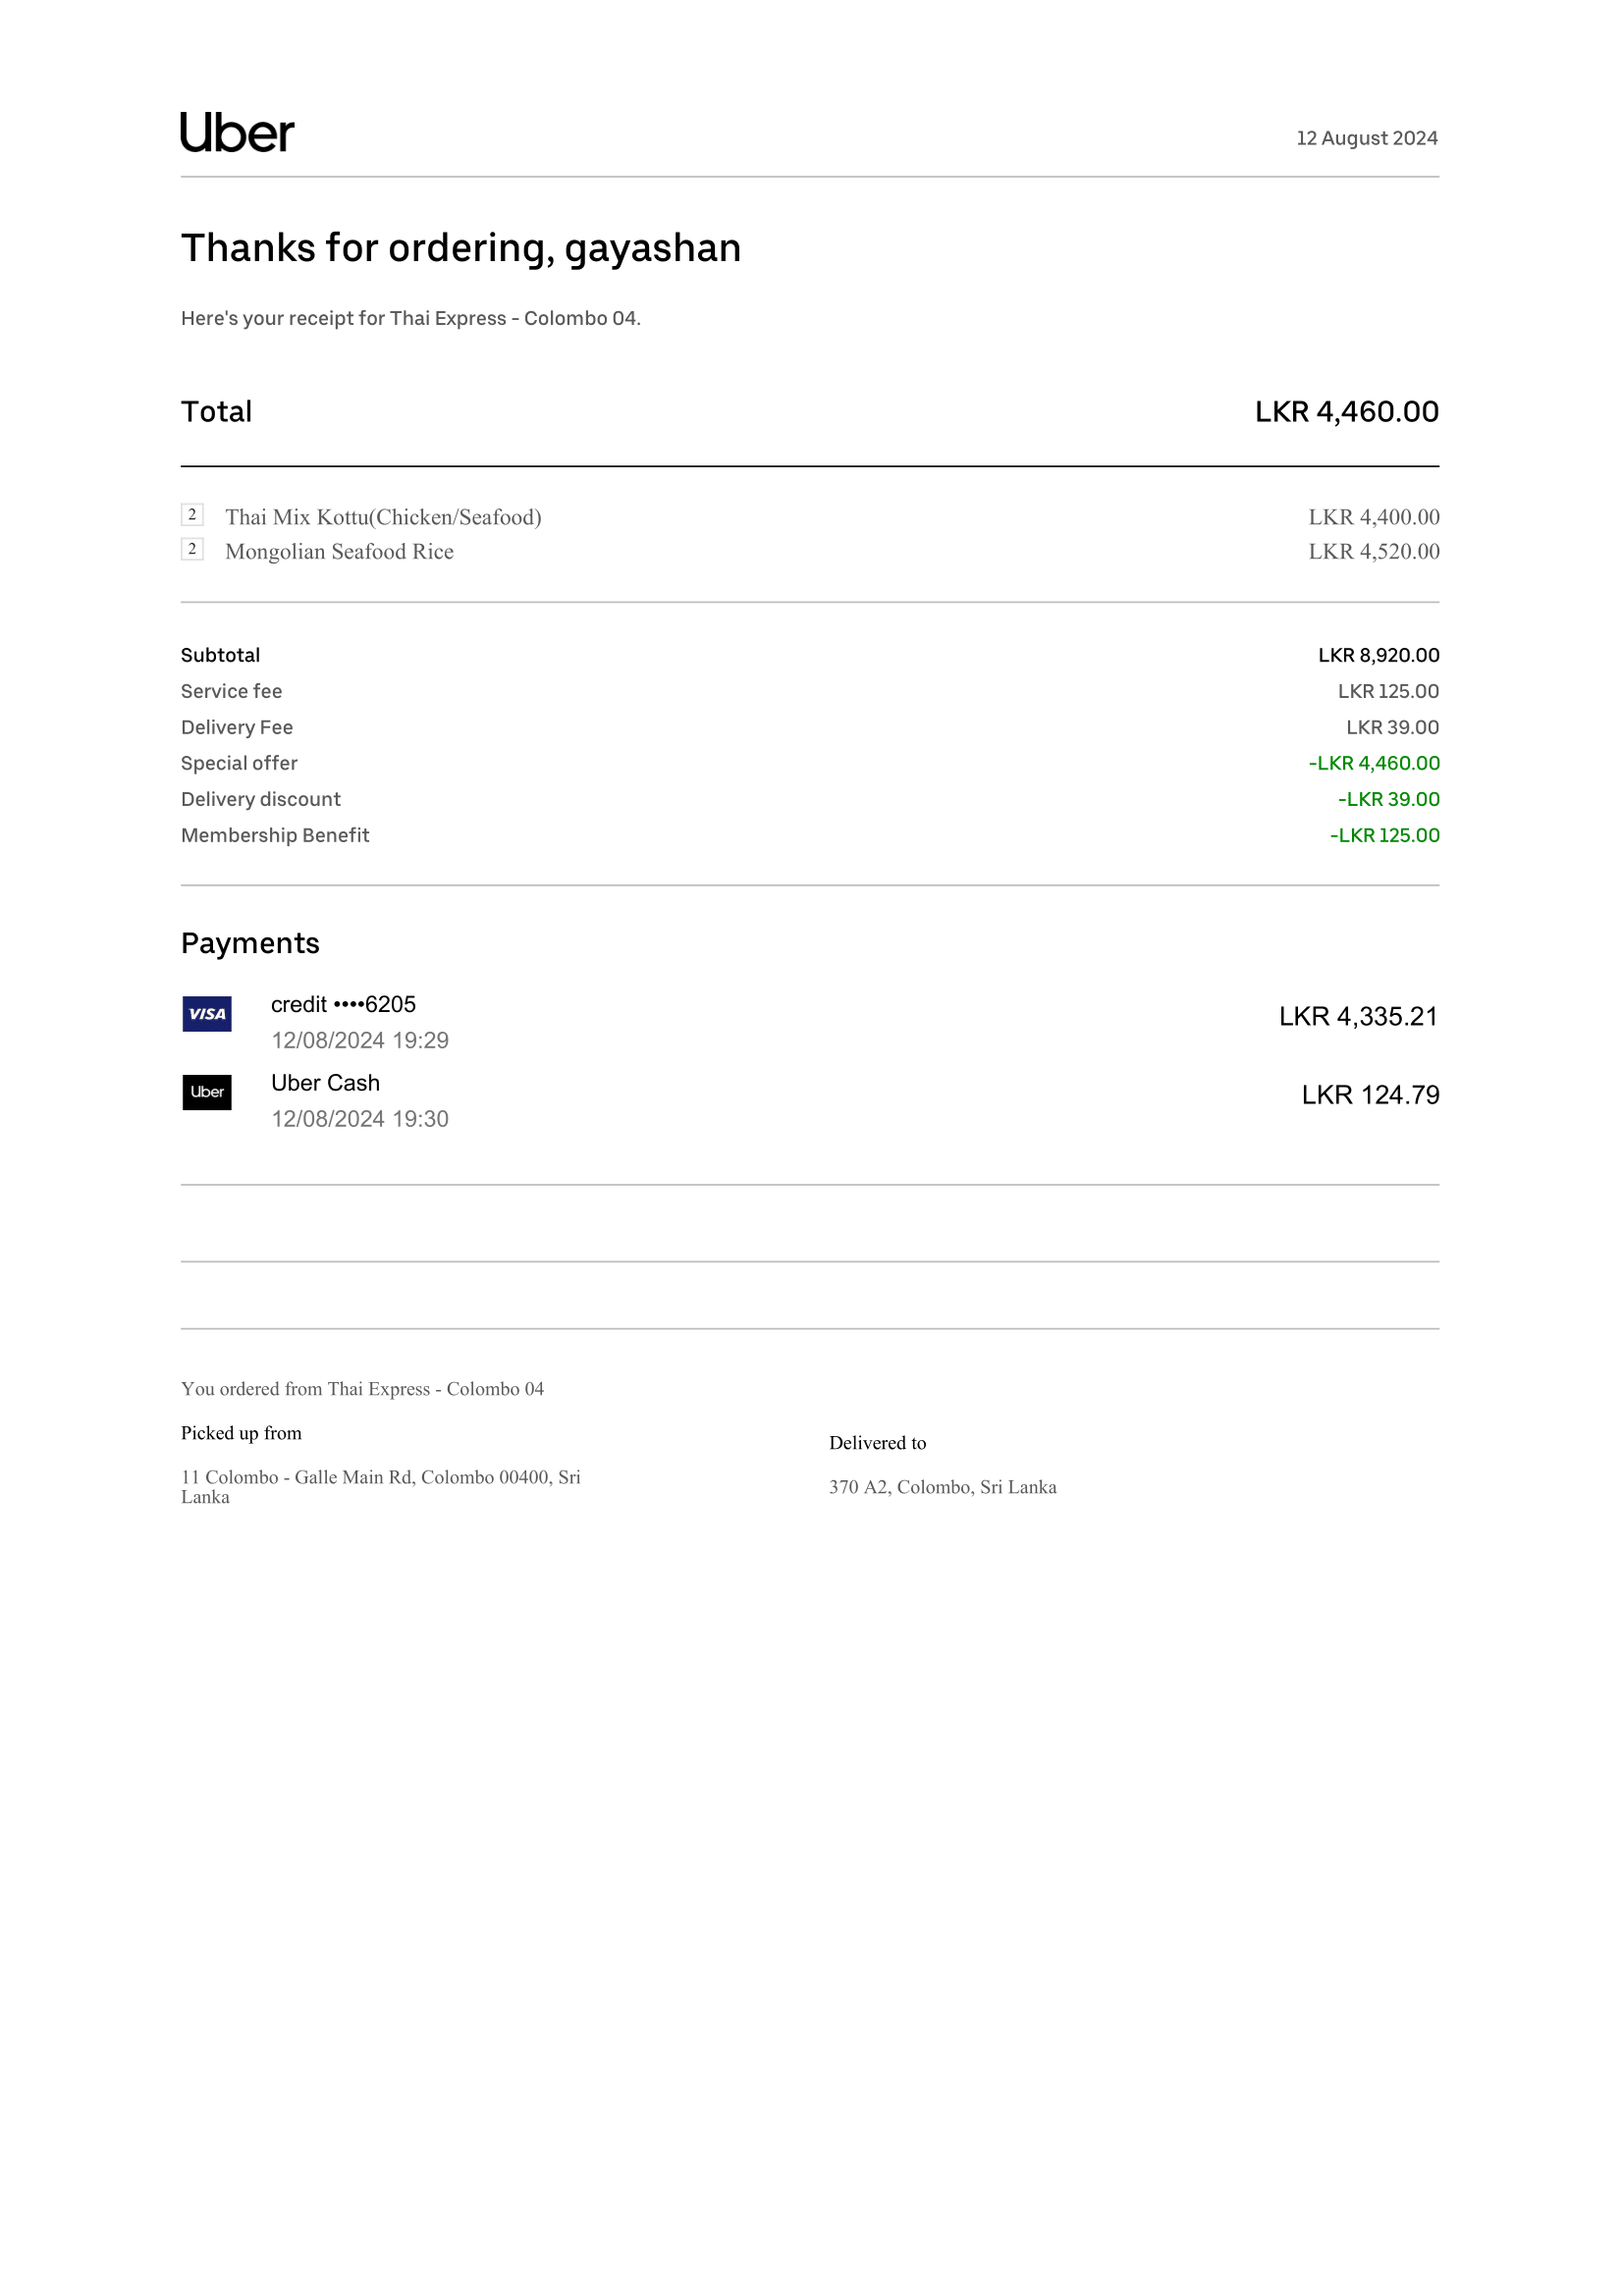 Uber
12 August 2024
Thanks for ordering, gayashan
Here's your receipt for Thai Express - Colombo 04.
Total LKR 4,460.00
2 Thai Mix Kottu(Chicken/Seafood) LKR 4,400.00
2 Mongolian Seafood Rice LKR 4,520.00
Subtotal LKR 8,920.00
Service fee LKR 125.00
Delivery Fee LKR 39.00
Special offer -LKR 4,460.00
Delivery discount -LKR 39.00
Membership Benefit -LKR 125.00
Payments
VISA credit ••••6205 LKR 4,335.21
12/08/2024 19:29
Uber Uber Cash LKR 124.79
12/08/2024 19:30
You ordered from Thai Express - Colombo 04
Picked up from
11 Colombo - Galle Main Rd, Colombo 00400, Sri
Lanka
Delivered to
370 A2, Colombo, Sri Lanka